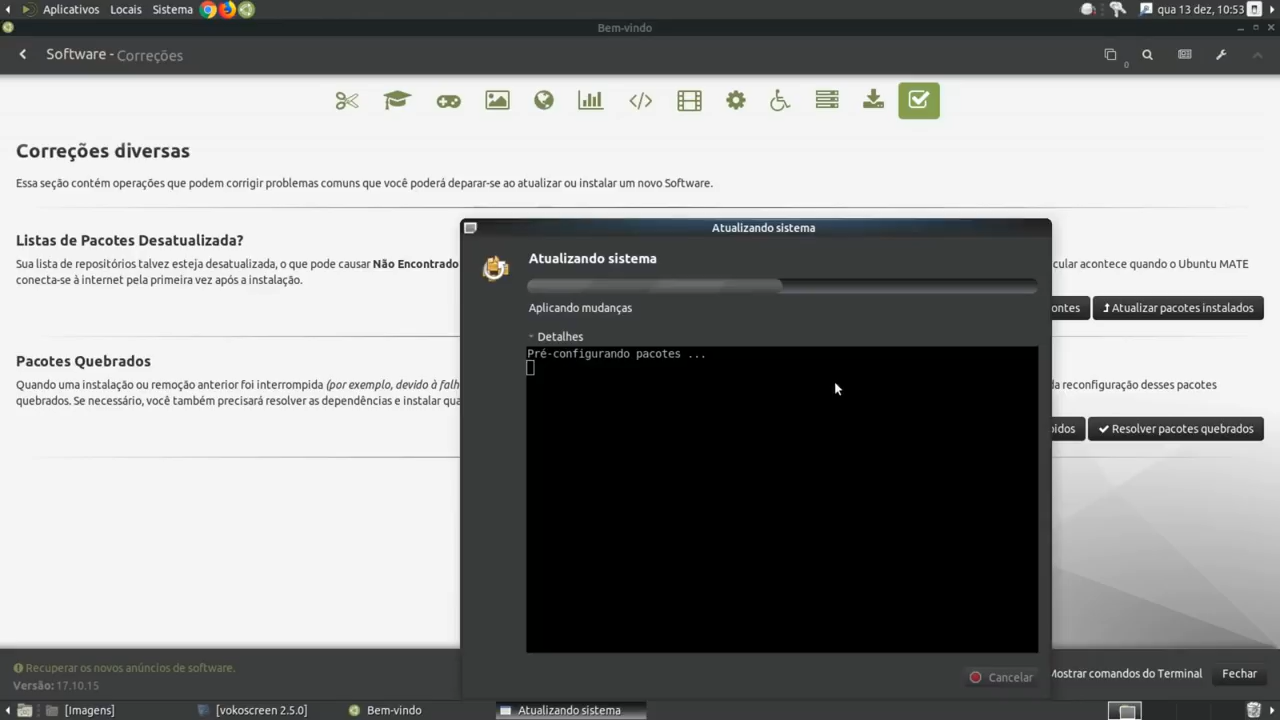 Aplicativos Locais Sistema qua 13 dez, 10:53
Bem-vindo
Software - Correções
0
Correções diversas
Essa seção contém operações que podem corrigir problemas comuns que você poderá deparar-se ao atualizar ou instalar um novo Software.
Listas de Pacotes Desatualizada?
Sua lista de repositórios talvez esteja desatualizada, o que pode causar Não Encontrado
cular acontece quando o Ubuntu MATE
conecta-se à internet pela primeira vez após a instalação.
ontes
Atualizar pacotes instalados
Pacotes Quebrados
Quando uma instalação ou remoção anterior foi interrompida (por exemplo, devido à falh
da reconfiguração desses pacotes
quebrados. Se necessário, você também precisará resolver as dependências e instalar qua
pidos
Resolver pacotes quebrados
Atualizando sistema
Atualizando sistema
Aplicando mudanças
Detalhes
Pré-configurando pacotes ...
Cancelar
Recuperar os novos anúncios de software.
Versão: 17.10.15
Mostrar comandos do Terminal
Fechar
[Imagens] [vokoscreen 2.5.0] Bem-vindo Atualizando sistema